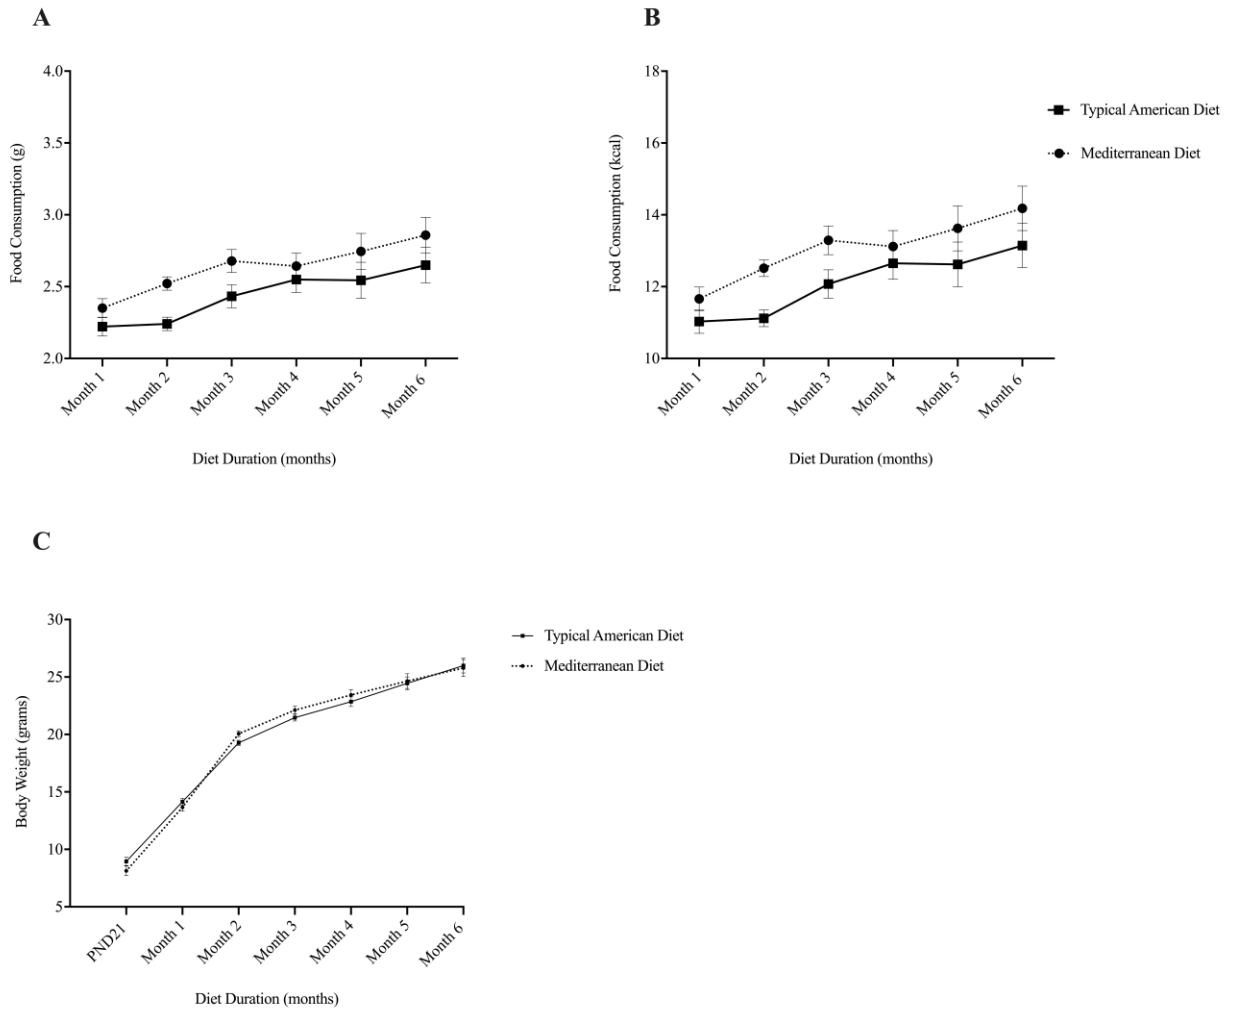 A
4.0
3.5
3.0
2.5
2.0
Food Consumption (g)
Month 1
Month 2
Month 3
Month 4
Month 5
Month 6
Diet Duration (months)
B
18
16
14
12
10
Food Consumption (kcal)
Month 1
Month 2
Month 3
Month 4
Month 5
Month 6
Diet Duration (months)
Typical American Diet
Mediterranean Diet
C
30
25
20
15
10
5
Body Weight (grams)
PND21
Month 1
Month 2
Month 3
Month 4
Month 5
Month 6
Diet Duration (months)
Typical American Diet
Mediterranean Diet